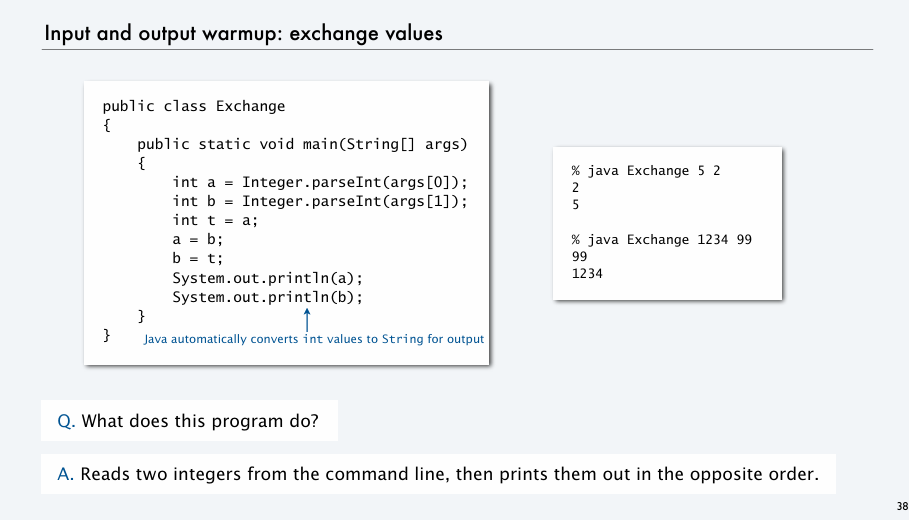 Input and output warmup: exchange values
public class Exchange
{
    public static void main(String[] args)
    {
        int a = Integer.parseInt(args[0]);
        int b = Integer.parseInt(args[1]);
        int t = a;
        a = b;
        b = t;
        System.out.println(a);
        System.out.println(b);
    }
}
Java automatically converts int values to String for output
% java Exchange 5 2
2
5
% java Exchange 1234 99
99
1234
Q. What does this program do?
A. Reads two integers from the command line, then prints them out in the opposite order.
38